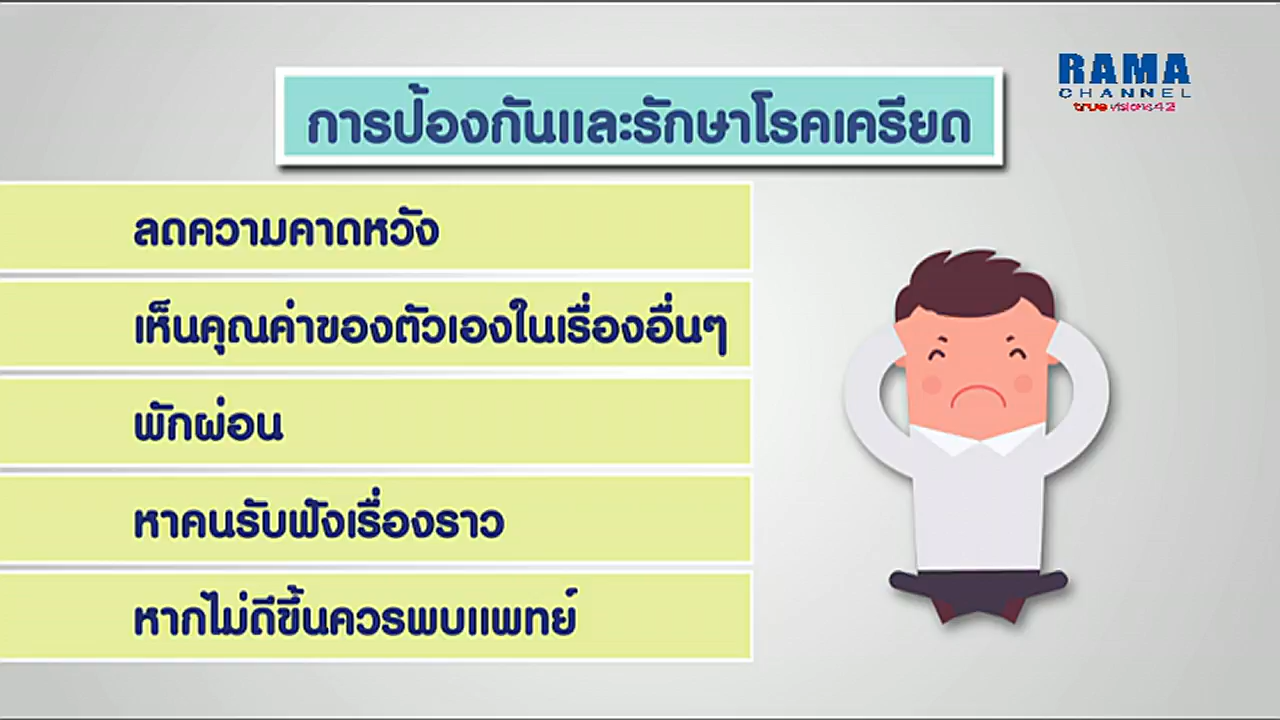 RAMA
CHANNEL
true visions 42
การป้องกันและรักษาโรคเครียด
ลดความคาดหวัง
เห็นคุณค่าของตัวเองในเรื่องอื่นๆ
พักผ่อน
หาคนรับฟังเรื่องราว
หากไม่ดีขึ้นควรพบแพทย์